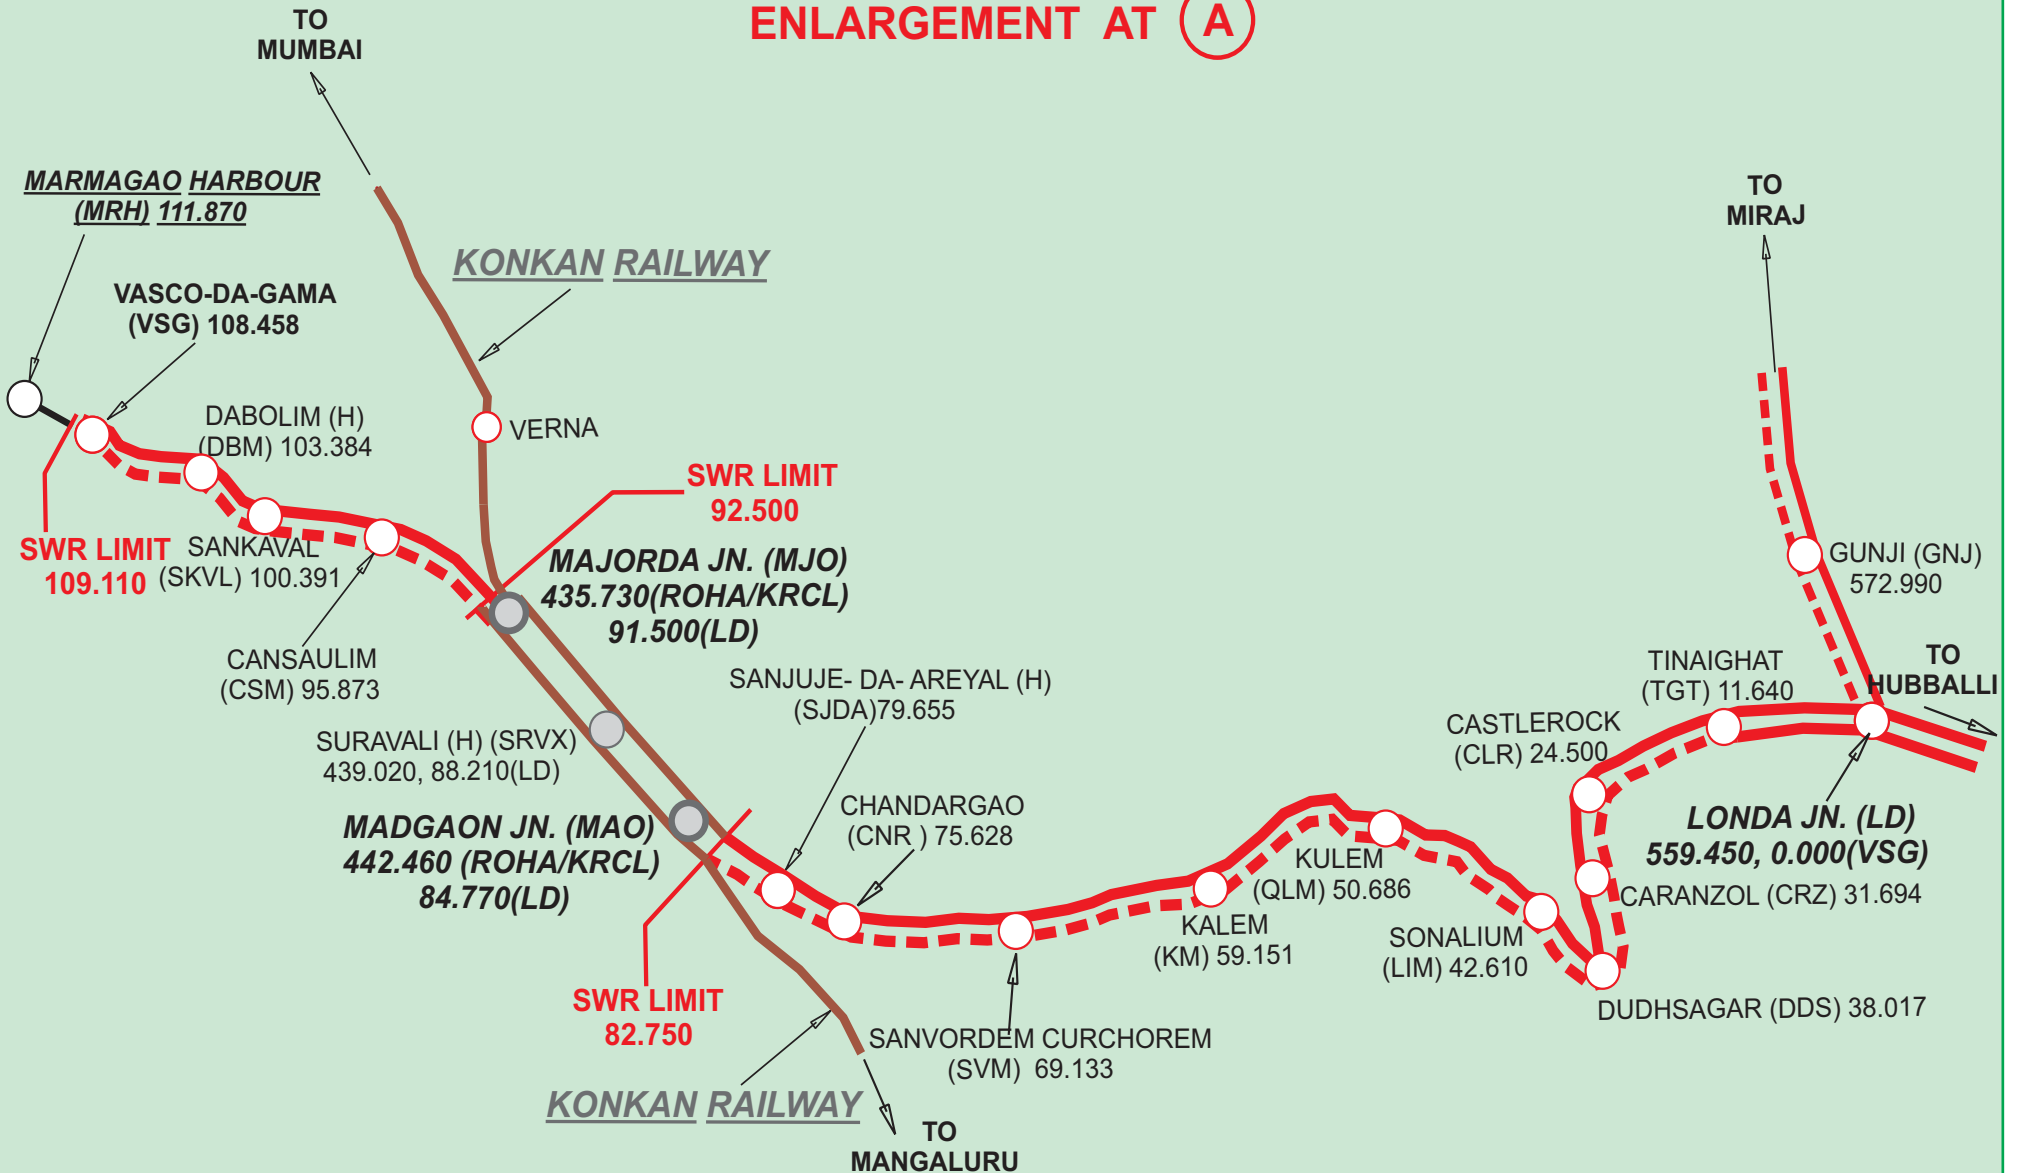 ENLARGEMENT AT A
TO
MUMBAI
MARMAGAO HARBOUR
(MRH) 111.870
KONKAN RAILWAY
VASCO-DA-GAMA
(VSG) 108.458
TO
MIRAJ
DABOLIM (H)
(DBM) 103.384
VERNA
SWR LIMIT
92.500
SWR LIMIT
109.110
SANKAVAL
(SKVL) 100.391
MAJORDA JN. (MJO)
435.730(ROHA/KRCL)
91.500(LD)
GUNJI (GNJ)
572.990
CANSAULIM
(CSM) 95.873
SANJUJE- DA- AREYAL (H)
(SJDA)79.655
TINAIGHAT
(TGT) 11.640
TO
HUBBALLI
SURAVALI (H) (SRVX)
439.020, 88.210(LD)
CASTLEROCK
(CLR) 24.500
MADGAON JN. (MAO)
442.460 (ROHA/KRCL)
84.770(LD)
CHANDARGAO
(CNR ) 75.628
LONDA JN. (LD)
559.450, 0.000(VSG)
KULEM
(QLM) 50.686
CARANZOL (CRZ) 31.694
KALEM
(KM) 59.151
SONALIUM
(LIM) 42.610
SWR LIMIT
82.750
DUDHSAGAR (DDS) 38.017
SANVORDEM CURCHOREM
(SVM) 69.133
KONKAN RAILWAY
TO
MANGALURU